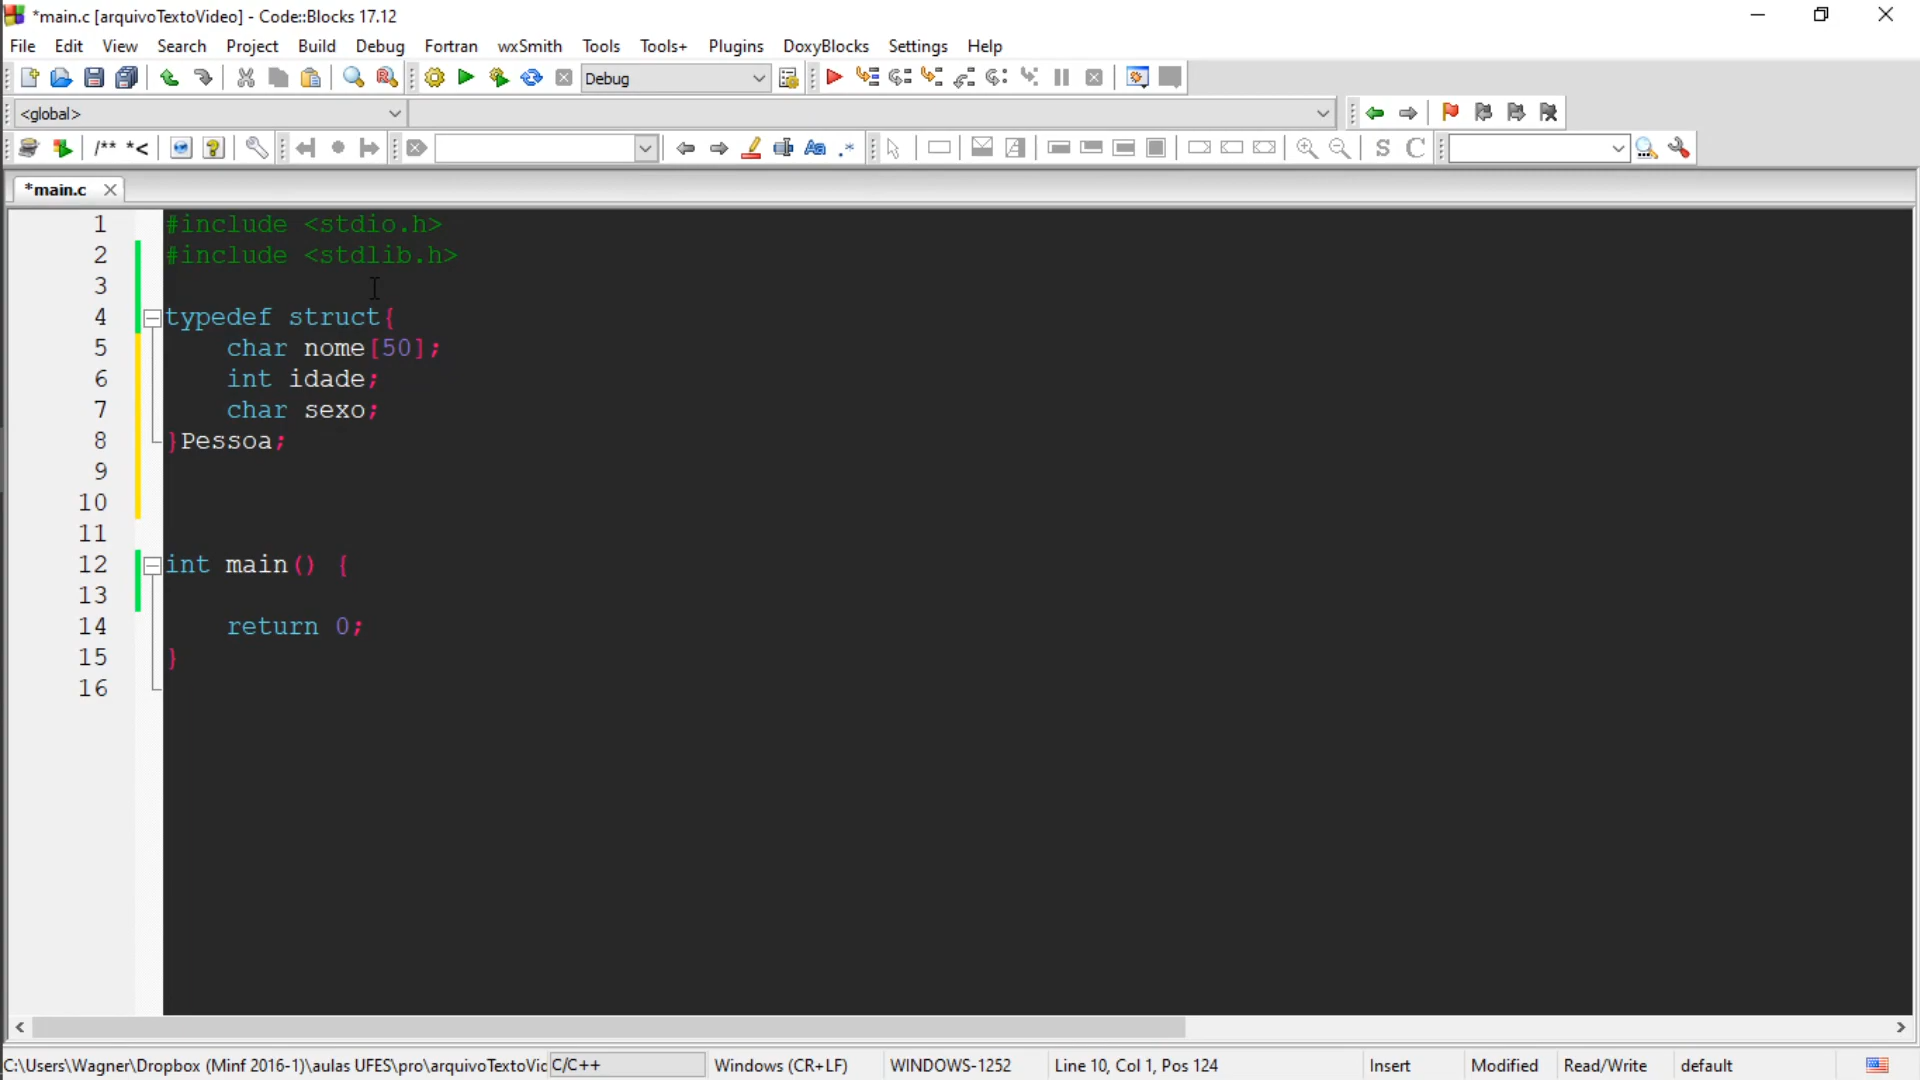 *main.c [arquivoTextoVideo] - Code::Blocks 17.12
File Edit View Search Project Build Debug Fortran wxSmith Tools Tools+ Plugins DoxyBlocks Settings Help
Debug
<global>
/** *<
Aa .*
S C
*main.c
1 #include <stdio.h>
2 #include <stdlib.h>
3
4 typedef struct{
5 char nome[50];
6 int idade;
7 char sexo;
8 }Pessoa;
9
10
11
12 int main() {
13
14 return 0;
15 }
16
C:\Users\Wagner\Dropbox (Minf 2016-1)\aulas UFES\pro\arquivoTextoVic C/C++ Windows (CR+LF) WINDOWS-1252 Line 10, Col 1, Pos 124 Insert Modified Read/Write default